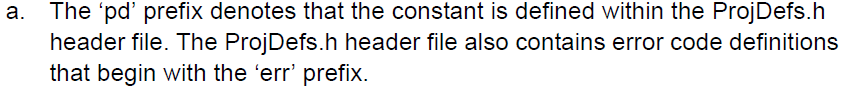 a. The ‘pd’ prefix denotes that the constant is defined within the ProjDefs.h
header file. The ProjDefs.h header file also contains error code definitions
that begin with the ‘err’ prefix.